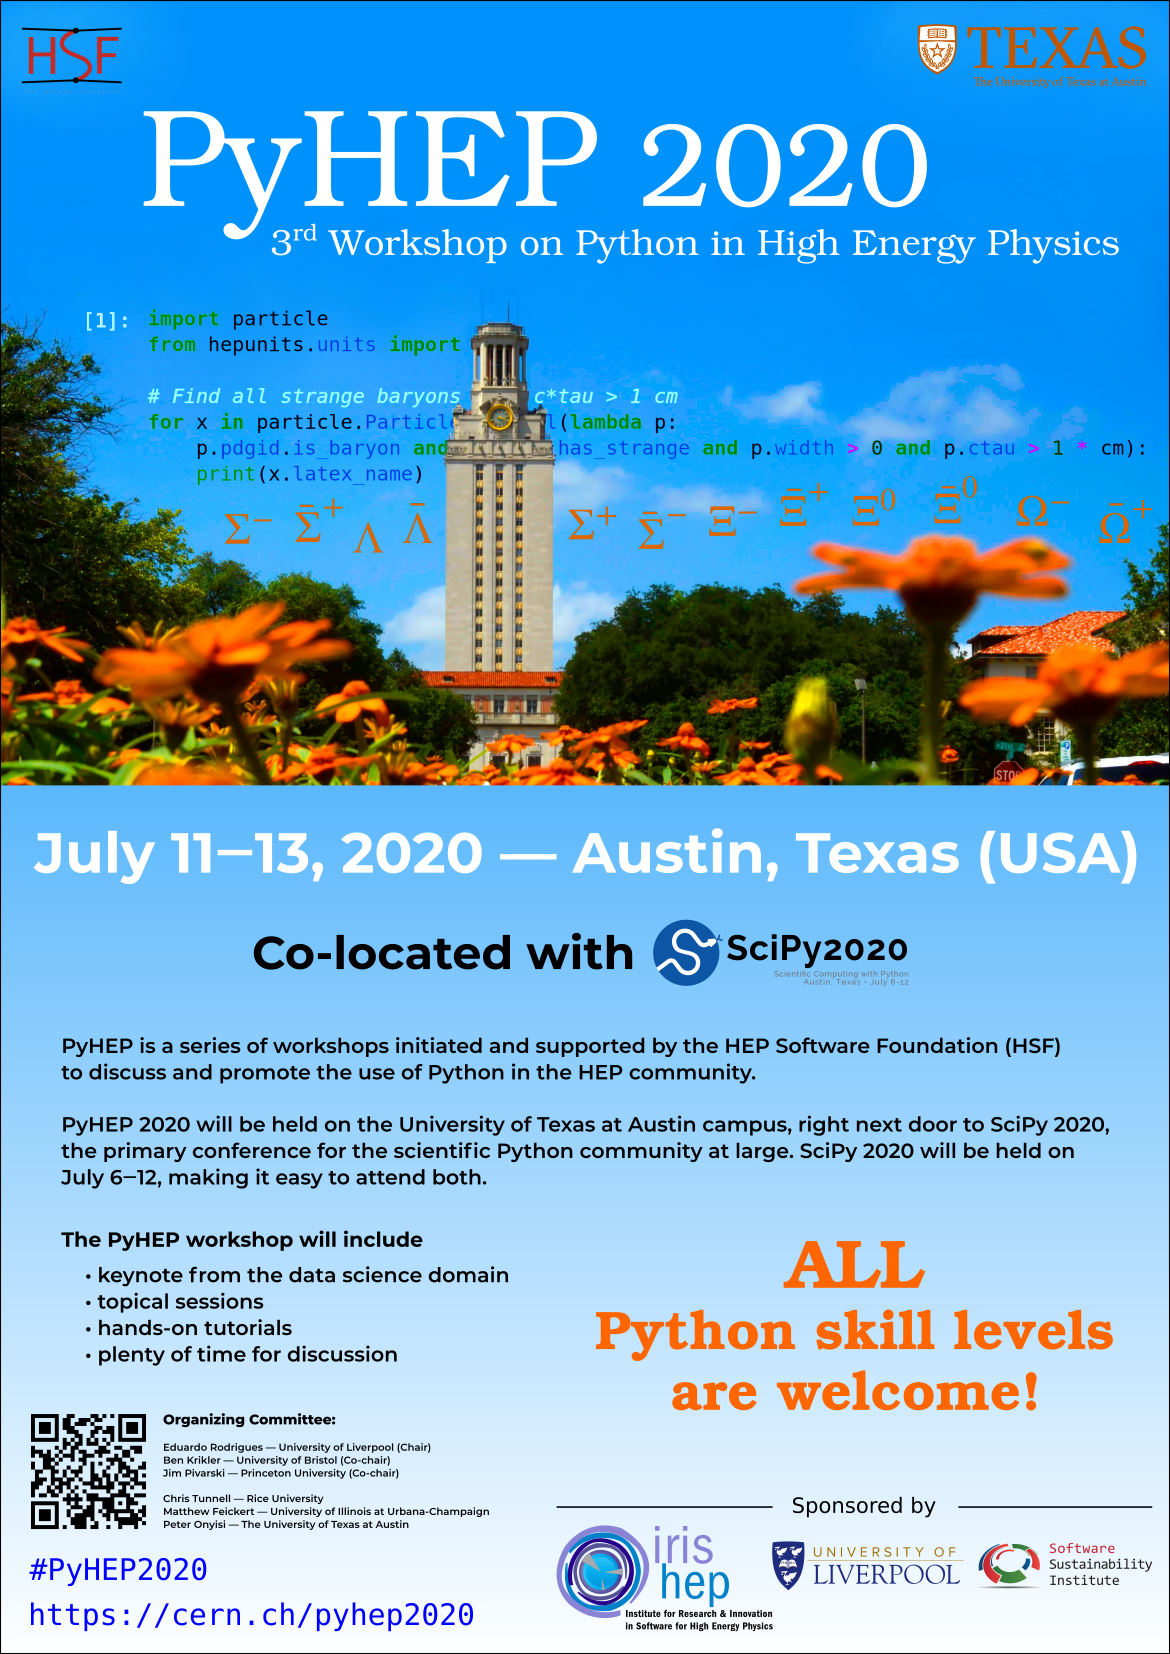 HSF
TEXAS
The University of Texas at Austin
PyHEP 2020
3rd Workshop on Python in High Energy Physics
[1]: import particle
from hepunits.units import
# Find all strange baryons c*tau > 1 cm
for x in particle.Particl l(lambda p:
p.pdgid.is_baryon and has_strange and p.width > 0 and p.ctau > 1 * cm):
print(x.latex_name)
Σ⁻ Σ̄⁺ Λ Λ̄ Σ⁺ Σ̄⁻ Ξ⁻ Ξ̄⁺ Ξ⁰ Ξ̄⁰ Ω⁻ Ω̄⁺
STOP
July 11–13, 2020 — Austin, Texas (USA)
Co-located with SciPy2020
Scientific Computing with Python
Austin, Texas • July 6-12
PyHEP is a series of workshops initiated and supported by the HEP Software Foundation (HSF)
to discuss and promote the use of Python in the HEP community.
PyHEP 2020 will be held on the University of Texas at Austin campus, right next door to SciPy 2020,
the primary conference for the scientific Python community at large. SciPy 2020 will be held on
July 6–12, making it easy to attend both.
The PyHEP workshop will include
• keynote from the data science domain
• topical sessions
• hands-on tutorials
• plenty of time for discussion
ALL
Python skill levels
are welcome!
Organizing Committee:
Eduardo Rodrigues — University of Liverpool (Chair)
Ben Krikler — University of Bristol (Co-chair)
Jim Pivarski — Princeton University (Co-chair)
Chris Tunnell — Rice University
Matthew Feickert — University of Illinois at Urbana-Champaign
Peter Onyisi — The University of Texas at Austin
#PyHEP2020
https://cern.ch/pyhep2020
Sponsored by
iris
hep
Institute for Research & Innovation
in Software for High Energy Physics
UNIVERSITY OF
LIVERPOOL
Software
Sustainability
Institute